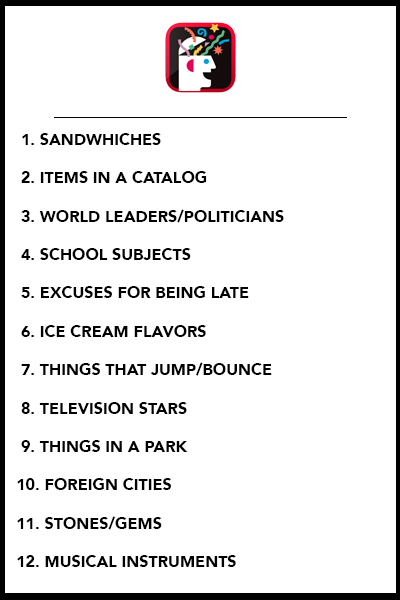 1. SANDWHICHES
2. ITEMS IN A CATALOG
3. WORLD LEADERS/POLITICIANS
4. SCHOOL SUBJECTS
5. EXCUSES FOR BEING LATE
6. ICE CREAM FLAVORS
7. THINGS THAT JUMP/BOUNCE
8. TELEVISION STARS
9. THINGS IN A PARK
10. FOREIGN CITIES
11. STONES/GEMS
12. MUSICAL INSTRUMENTS